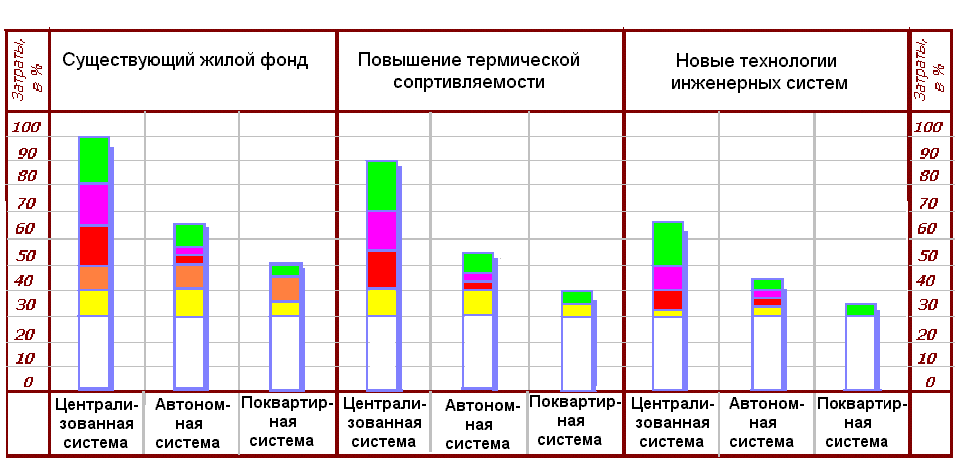 Затраты,
в %
Существующий жилой фонд
Повышение термической
сопртивляемости
Новые технологии
инженерных систем
Затраты,
в %
100
90
80
70
60
50
40
30
20
10
0
100
90
80
70
60
50
40
30
20
10
0
Централи-
зованная
система
Автоном-
ная
система
Поквартир-
ная
система
Централи-
зованная
система
Автоном-
ная
система
Поквартир-
ная
система
Централи-
зованная
система
Автоном-
ная
система
Поквартир-
ная
система